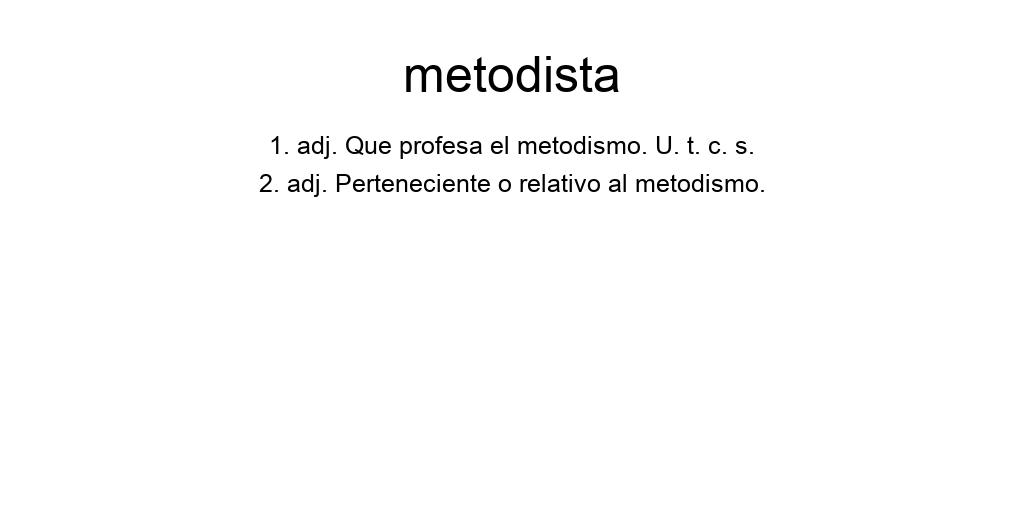 metodista
1. adj. Que profesa el metodismo. U. t. c. s.
2. adj. Perteneciente o relativo al metodismo.